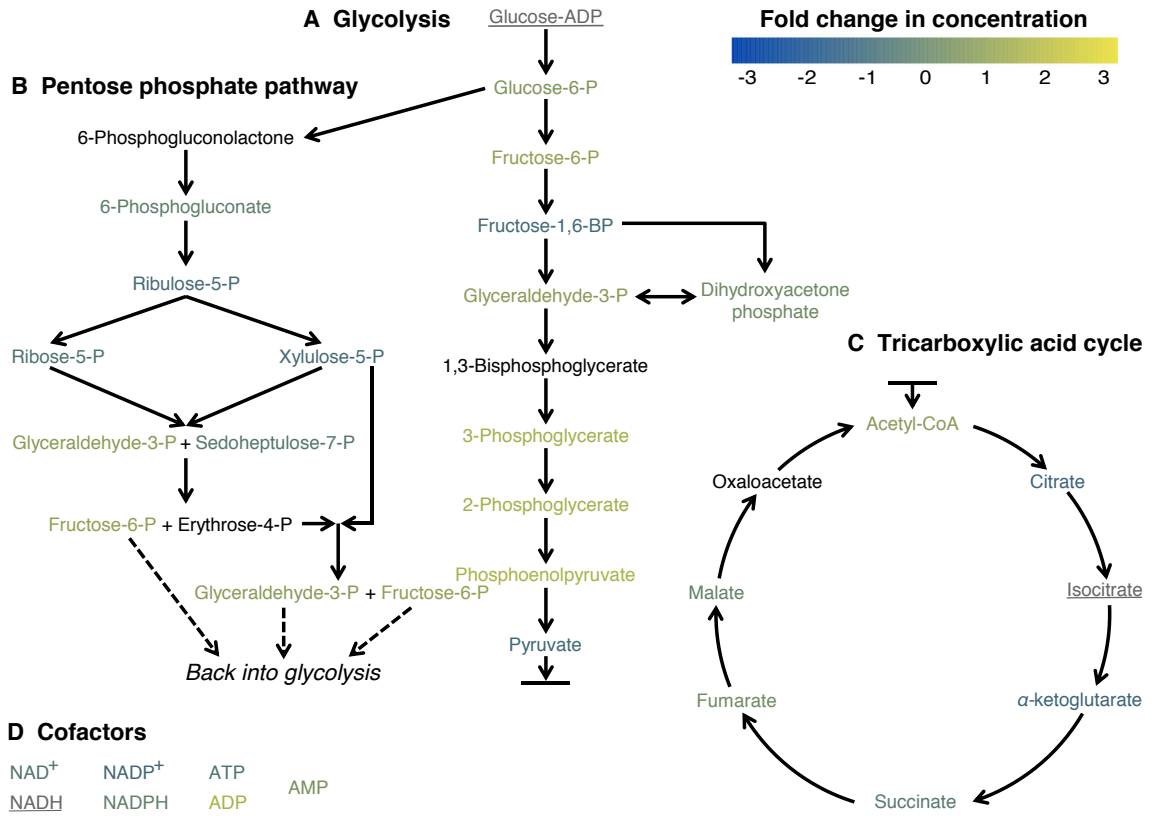 A Glycolysis
Glucose-ADP
Fold change in concentration
-3 -2 -1 0 1 2 3
B Pentose phosphate pathway
Glucose-6-P
6-Phosphogluconolactone
Fructose-6-P
6-Phosphogluconate
Fructose-1,6-BP
Ribulose-5-P
Glyceraldehyde-3-P
Dihydroxyacetone
phosphate
C Tricarboxylic acid cycle
Ribose-5-P
Xylulose-5-P
1,3-Bisphosphoglycerate
Acetyl-CoA
Glyceraldehyde-3-P + Sedoheptulose-7-P
3-Phosphoglycerate
Oxaloacetate
Citrate
2-Phosphoglycerate
Fructose-6-P + Erythrose-4-P
Phosphoenolpyruvate
Glyceraldehyde-3-P + Fructose-6-P
Malate
Isocitrate
Pyruvate
Back into glycolysis
Fumarate
α-ketoglutarate
D Cofactors
NAD+ NADP+ ATP
AMP
NADH NADPH ADP
Succinate